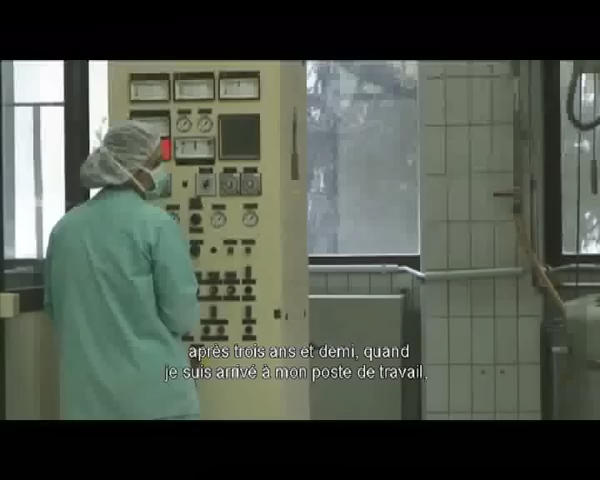 après trois ans et demi, quand
je suis arrivé à mon poste de travail,